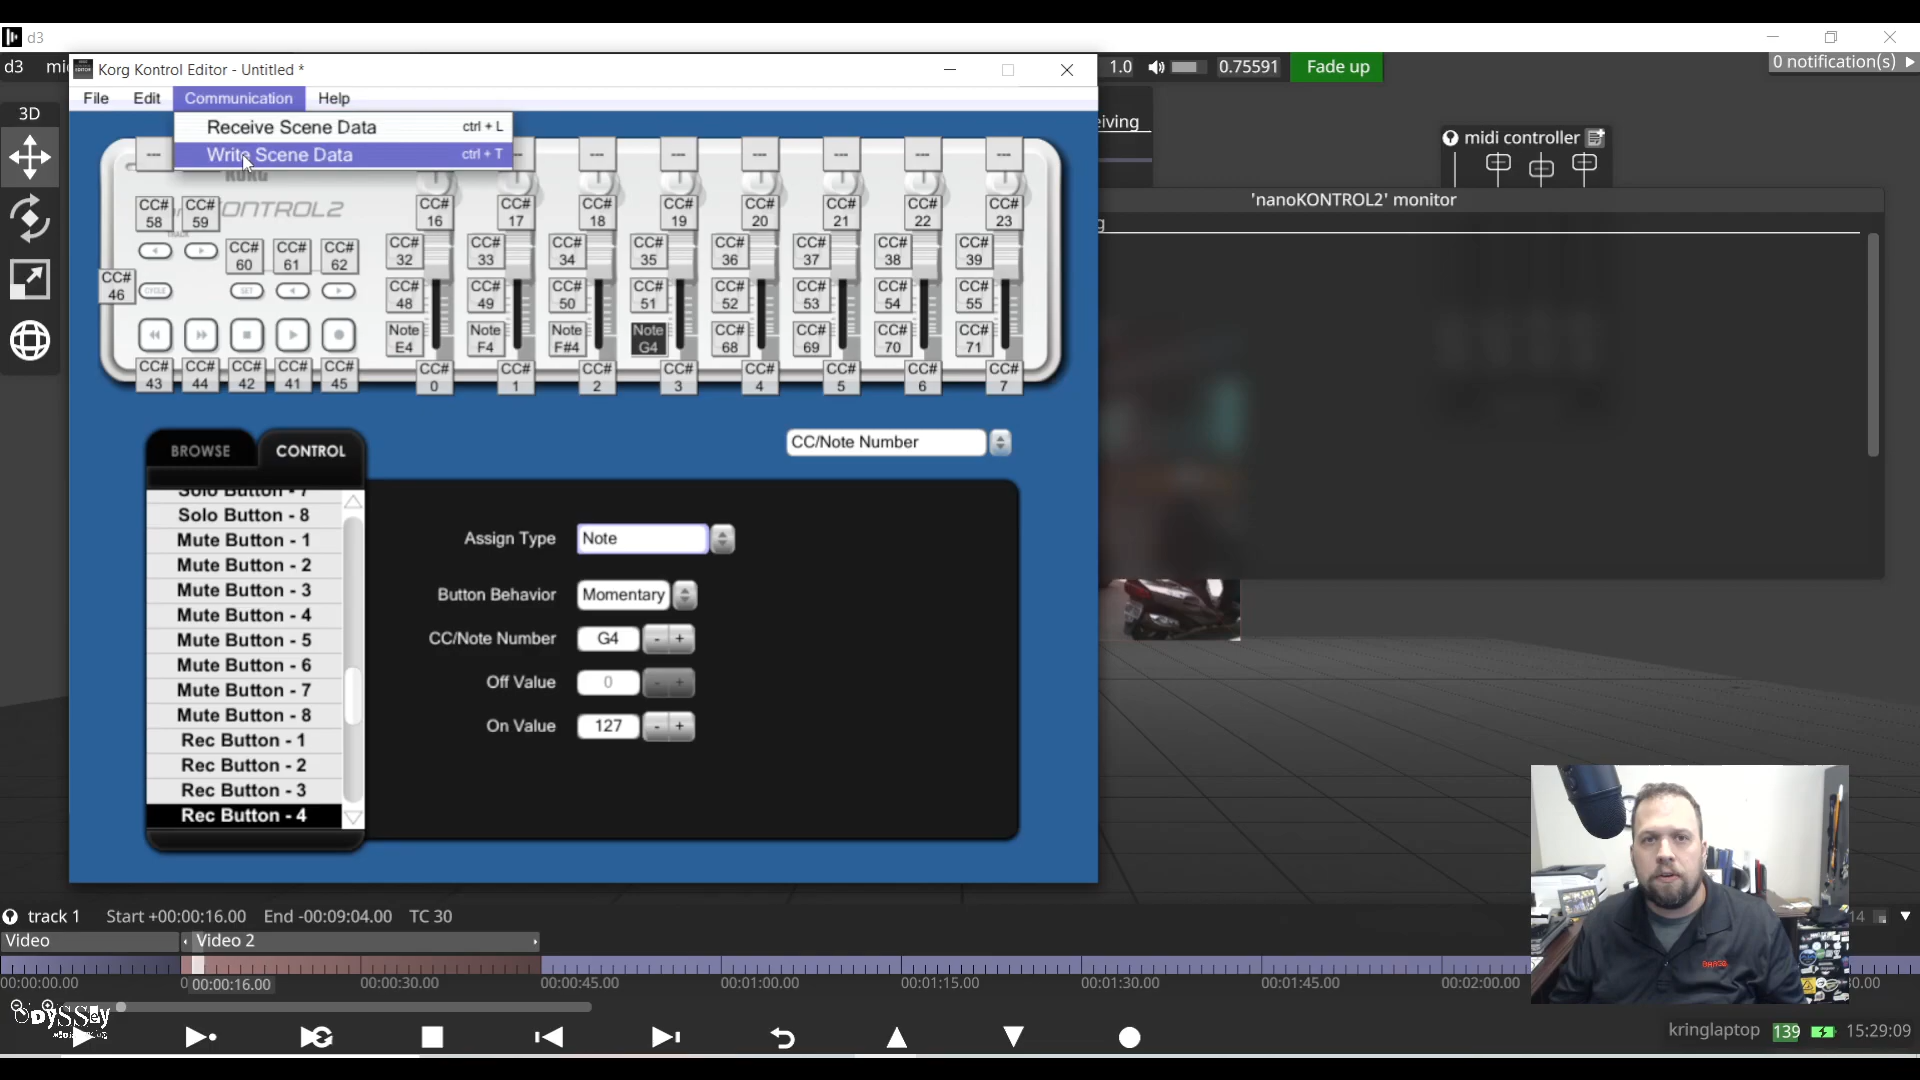 d3
d3
Korg Kontrol Editor - Untitled *
1.0
0.75591
Fade up
0 notification(s)
File
Edit
Communication
Help
Receive Scene Data
ctrl + L
Write Scene Data
ctrl + T
3D
eiving
midi controller
'nanoKONTROL2' monitor
---
---
---
---
---
---
---
---
KORG
ONTROL2
CC# 58
CC# 59
TRACK
CC# 16
CC# 17
CC# 18
CC# 19
CC# 20
CC# 21
CC# 22
CC# 23
CC# 60
CC# 61
CC# 62
CC# 32
CC# 33
CC# 34
CC# 35
CC# 36
CC# 37
CC# 38
CC# 39
CC# 46
CYCLE
SET
CC# 48
CC# 49
CC# 50
CC# 51
CC# 52
CC# 53
CC# 54
CC# 55
Note E4
Note F4
Note F#4
Note G4
CC# 68
CC# 69
CC# 70
CC# 71
CC# 43
CC# 44
CC# 42
CC# 41
CC# 45
CC# 0
CC# 1
CC# 2
CC# 3
CC# 4
CC# 5
CC# 6
CC# 7
BROWSE
CONTROL
CC/Note Number
Solo Button - 7
Solo Button - 8
Mute Button - 1
Mute Button - 2
Mute Button - 3
Mute Button - 4
Mute Button - 5
Mute Button - 6
Mute Button - 7
Mute Button - 8
Rec Button - 1
Rec Button - 2
Rec Button - 3
Rec Button - 4
Assign Type
Note
Button Behavior
Momentary
CC/Note Number
G4
- +
Off Value
0
- +
On Value
127
- +
track 1
Start +00:00:16.00
End -00:09:04.00
TC 30
14
Video
Video 2
00:00:00.00
00:00:16.00
00:00:30.00
00:00:45.00
00:01:00.00
00:01:15.00
00:01:30.00
00:01:45.00
00:02:00.00
ODySSey
kringlaptop
139
15:29:09